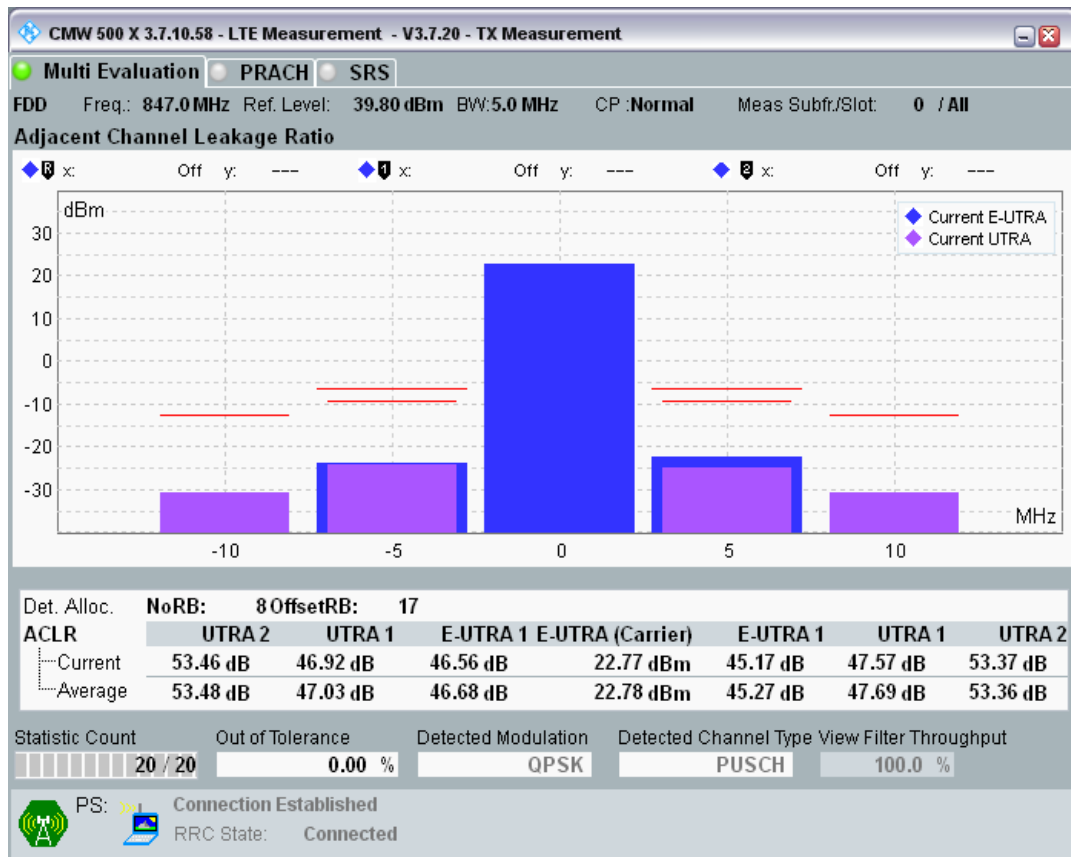 CMW 500 X 3.7.10.58 - LTE Measurement - V3.7.20 - TX Measurement
Multi Evaluation PRACH SRS
FDD Freq.: 847.0 MHz Ref. Level: 39.80 dBm BW:5.0 MHz CP :Normal Meas Subfr./Slot: 0 / All
Adjacent Channel Leakage Ratio
R x: Off y: --- 1 x: Off y: --- 2 x: Off y: ---
dBm
Current E-UTRA
Current UTRA
30
20
10
0
-10
-20
-30
MHz
-10 -5 0 5 10
Det. Alloc. NoRB: 8 OffsetRB: 17
ACLR UTRA 2 UTRA 1 E-UTRA 1 E-UTRA (Carrier) E-UTRA 1 UTRA 1 UTRA 2
Current 53.46 dB 46.92 dB 46.56 dB 22.77 dBm 45.17 dB 47.57 dB 53.37 dB
Average 53.48 dB 47.03 dB 46.68 dB 22.78 dBm 45.27 dB 47.69 dB 53.36 dB
Statistic Count Out of Tolerance Detected Modulation Detected Channel Type View Filter Throughput
20 / 20 0.00 % QPSK PUSCH 100.0 %
PS: Connection Established
RRC State: Connected